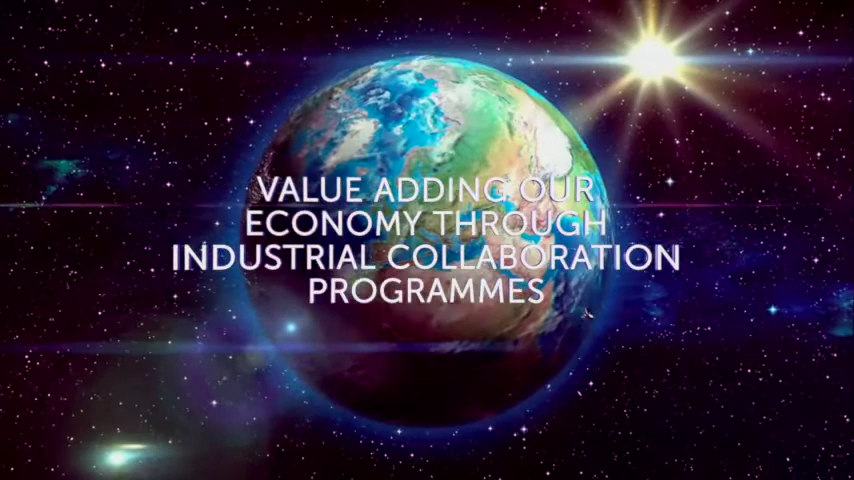 VALUE ADDING OUR
ECONOMY THROUGH
INDUSTRIAL COLLABORATION
PROGRAMMES